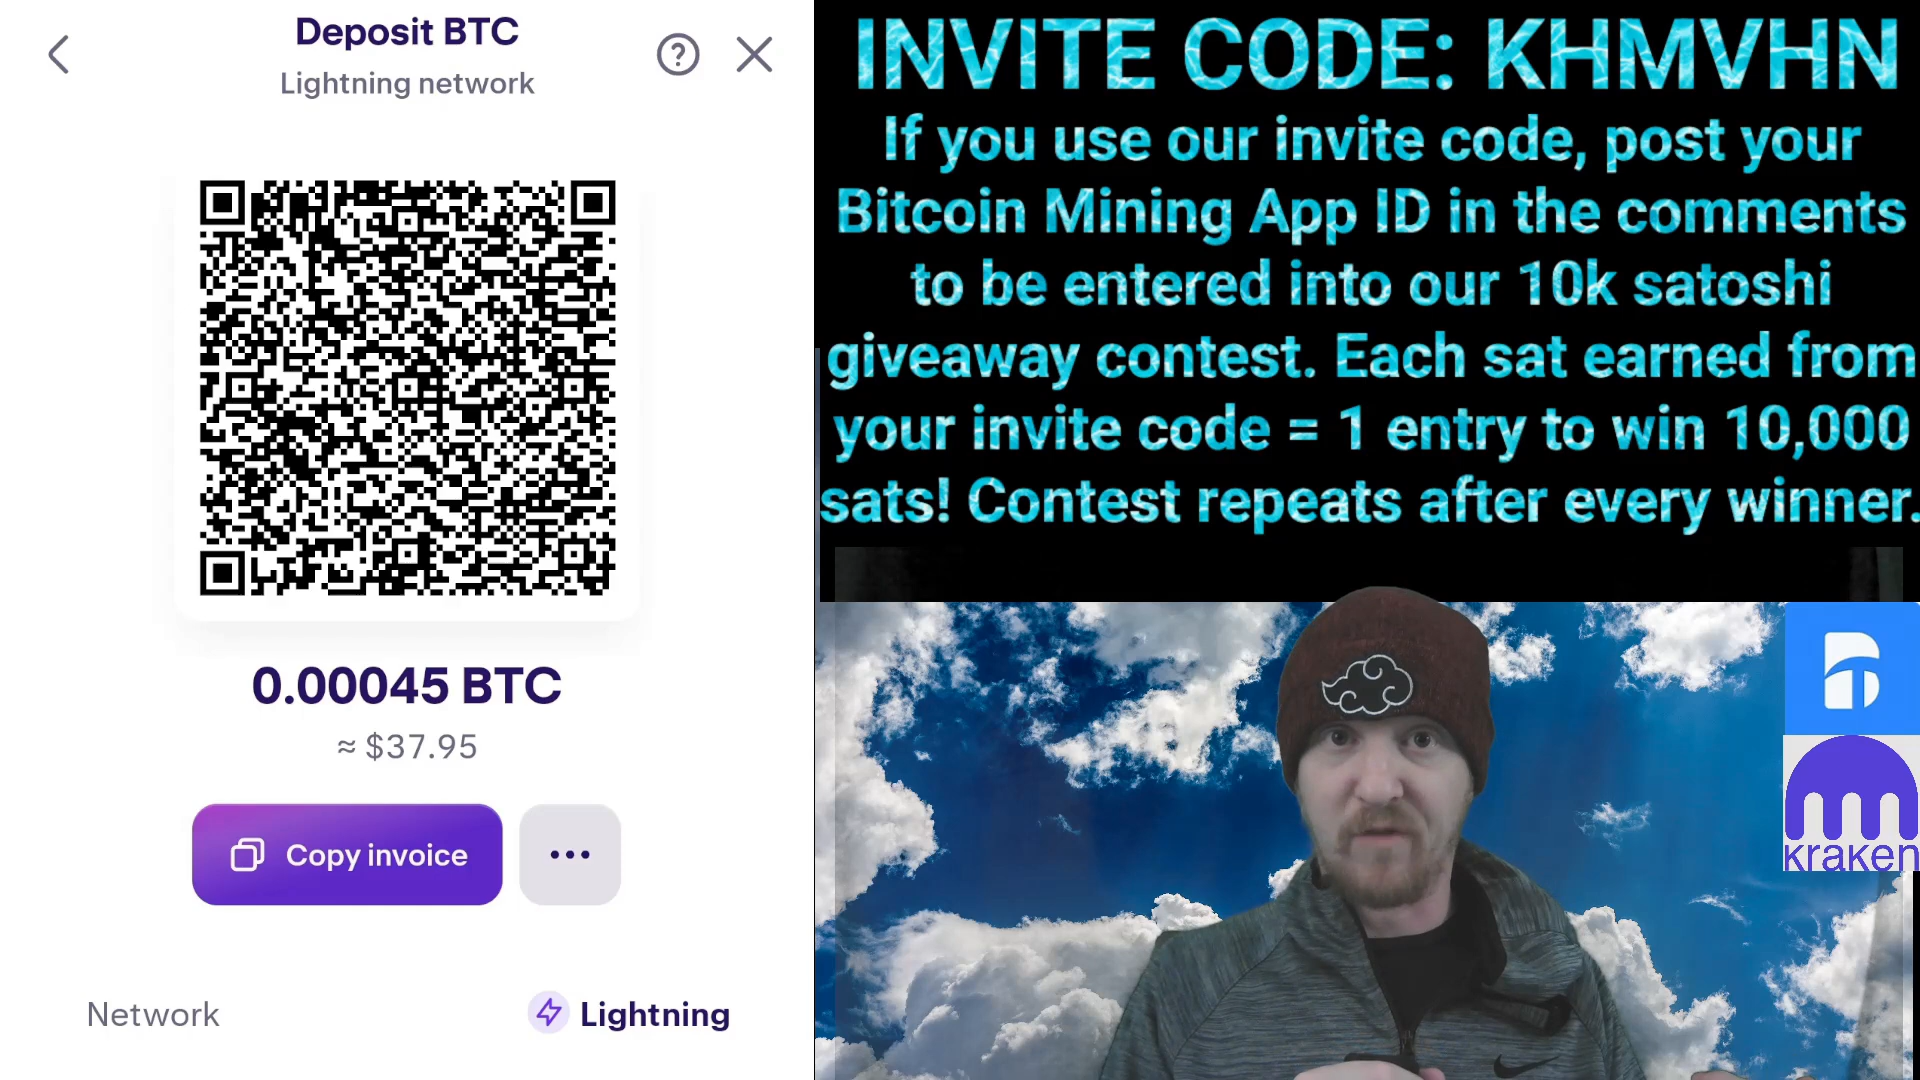 Deposit BTC
Lightning network
0.00045 BTC
≈ $37.95
Copy invoice
Network
Lightning
INVITE CODE: KHMVHN
If you use our invite code, post your
Bitcoin Mining App ID in the comments
to be entered into our 10k satoshi
giveaway contest. Each sat earned from
your invite code = 1 entry to win 10,000
sats! Contest repeats after every winner.
kraken